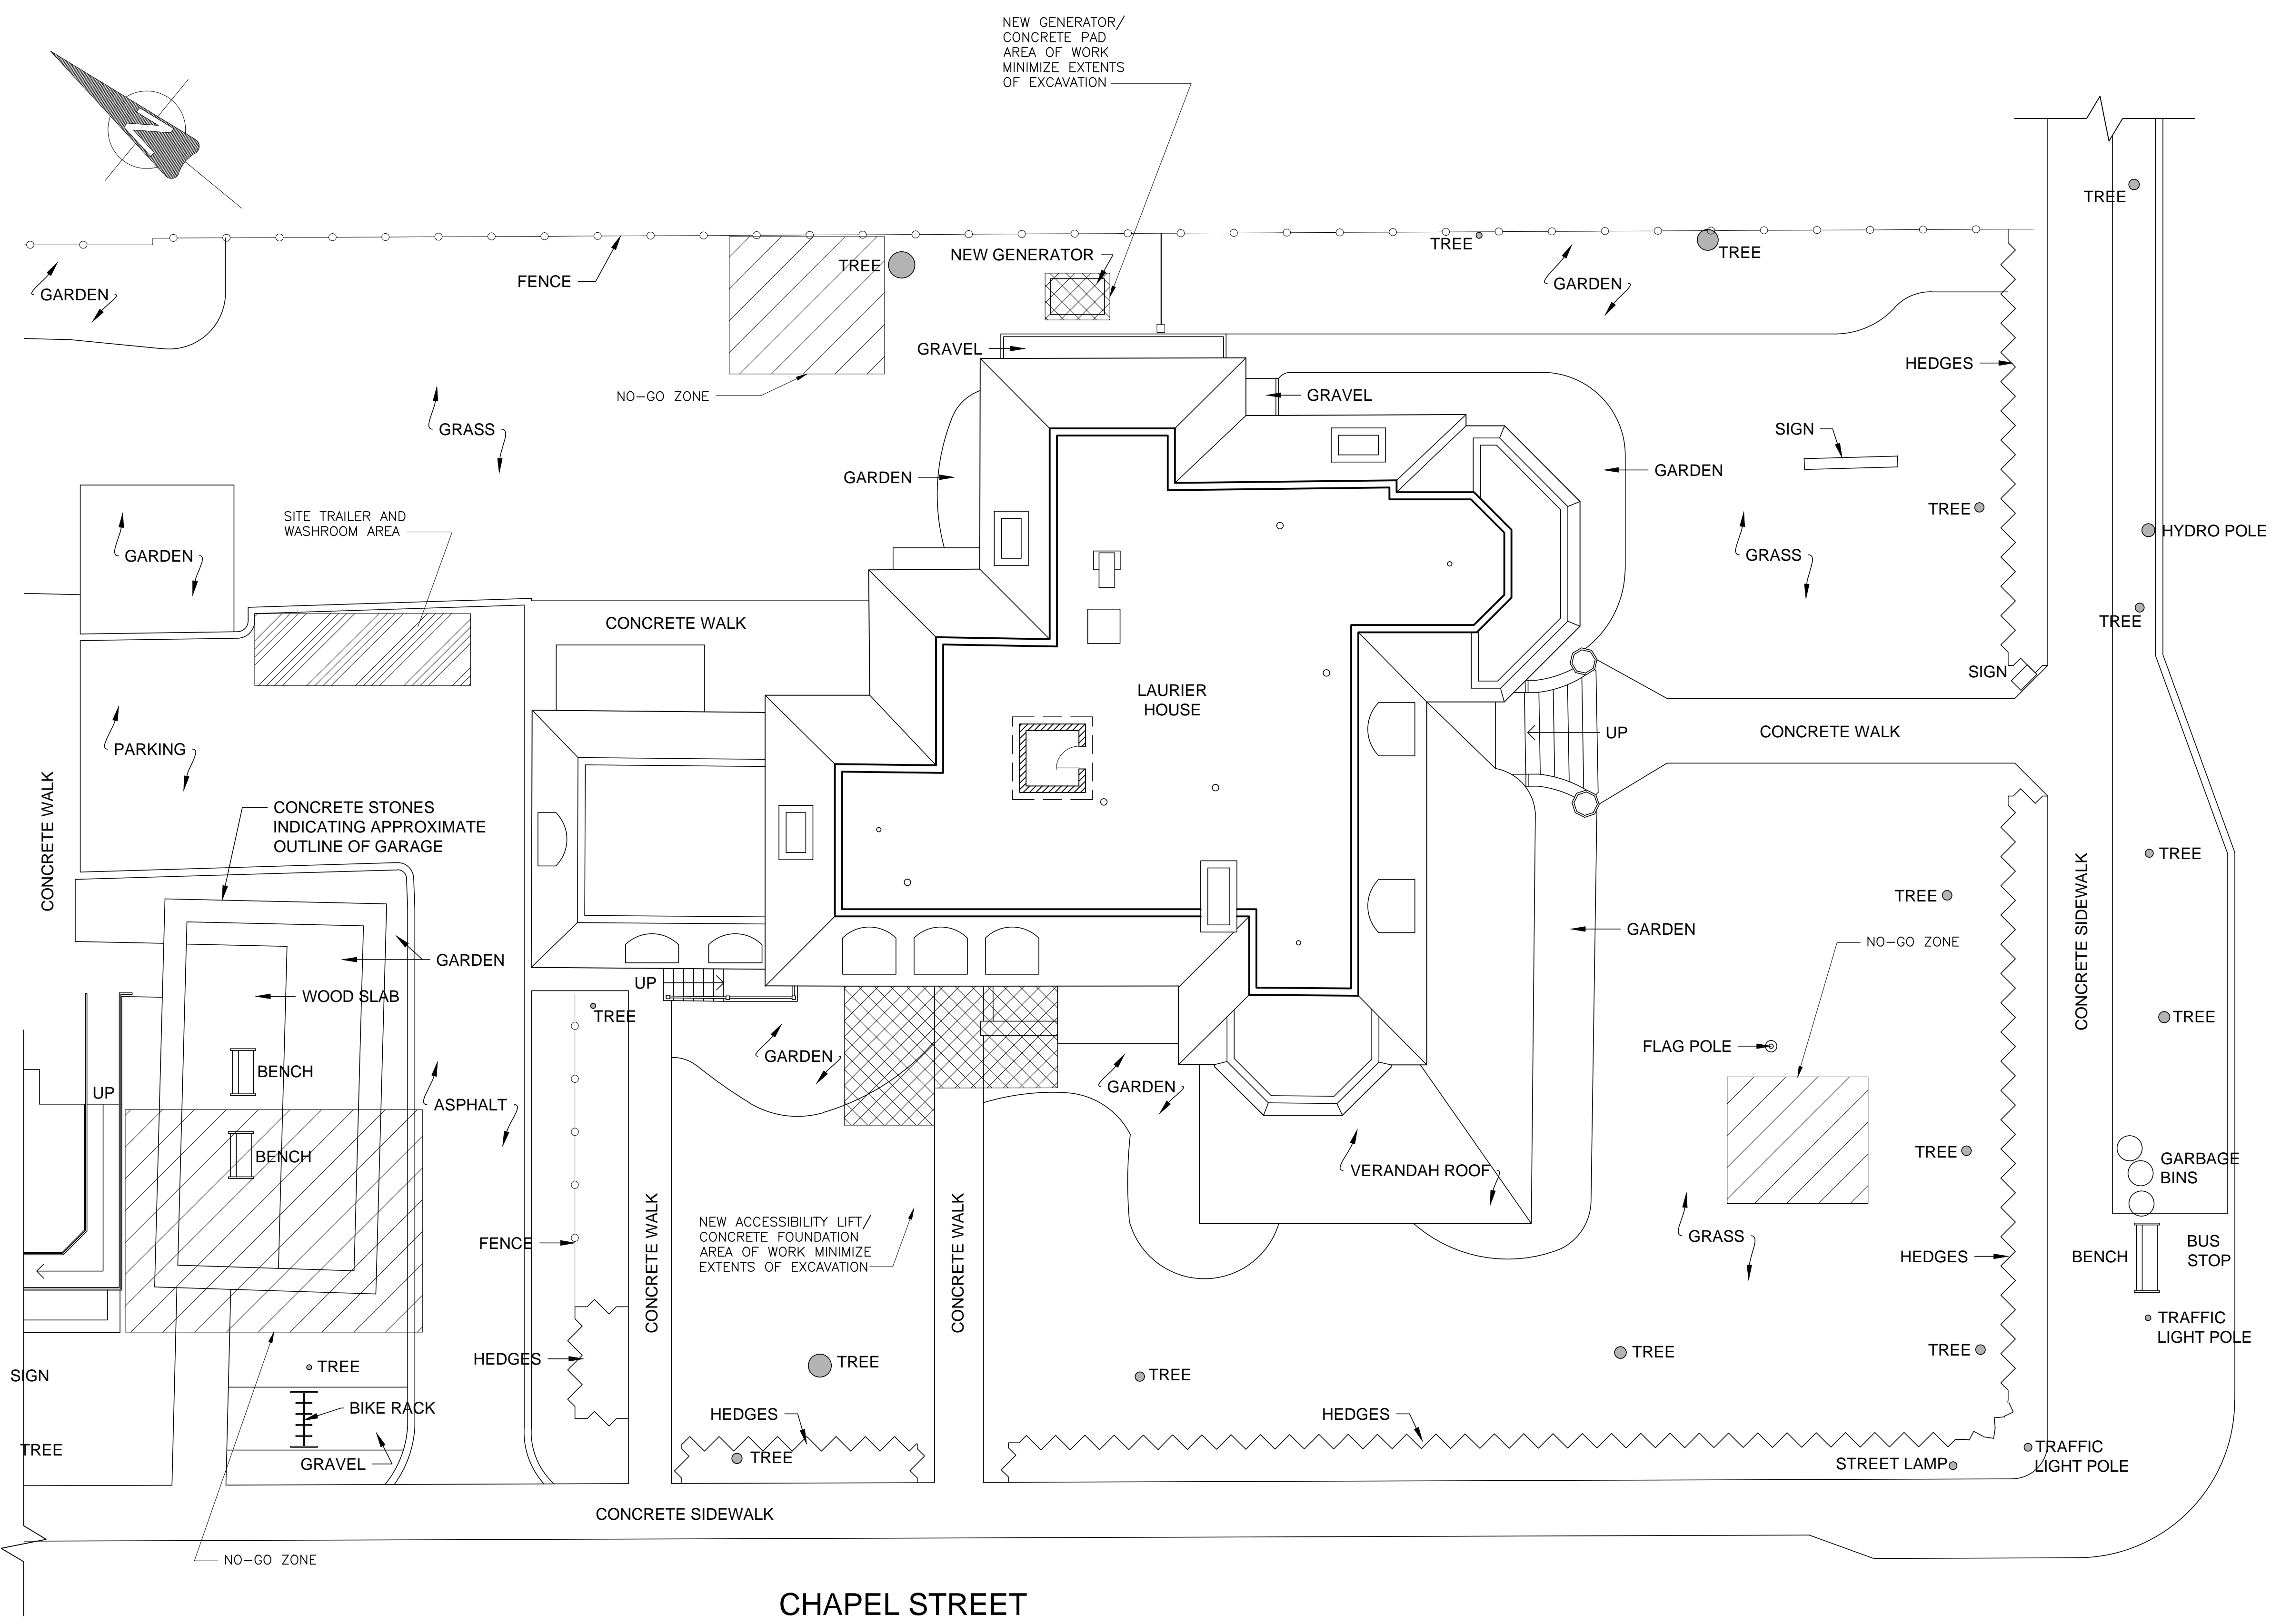 NEW GENERATOR/
CONCRETE PAD
AREA OF WORK
MINIMIZE EXTENTS
OF EXCAVATION
N
TREE
TREE
TREE
NEW GENERATOR
TREE
FENCE
GARDEN
GARDEN
GRAVEL
HEDGES
NO-GO ZONE
GRAVEL
GRASS
SIGN
GARDEN
GARDEN
SITE TRAILER AND
WASHROOM AREA
TREE
HYDRO POLE
GARDEN
GRASS
CONCRETE WALK
TREE
SIGN
LAURIER
HOUSE
UP
CONCRETE WALK
PARKING
CONCRETE WALK
CONCRETE STONES
INDICATING APPROXIMATE
OUTLINE OF GARAGE
TREE
TREE
CONCRETE SIDEWALK
GARDEN
NO-GO ZONE
GARDEN
UP
WOOD SLAB
TREE
TREE
GARDEN
FLAG POLE
BENCH
UP
GARDEN
ASPHALT
BENCH
TREE
GARBAGE
BINS
VERANDAH ROOF
NEW ACCESSIBILITY LIFT/
CONCRETE FOUNDATION
AREA OF WORK MINIMIZE
EXTENTS OF EXCAVATION
CONCRETE WALK
CONCRETE WALK
FENCE
GRASS
HEDGES
BENCH
BUS
STOP
TRAFFIC
LIGHT POLE
HEDGES
TREE
TREE
TREE
TREE
TREE
SIGN
BIKE RACK
HEDGES
HEDGES
TREE
TREE
GRAVEL
STREET LAMP
TRAFFIC
LIGHT POLE
CONCRETE SIDEWALK
NO-GO ZONE
CHAPEL STREET